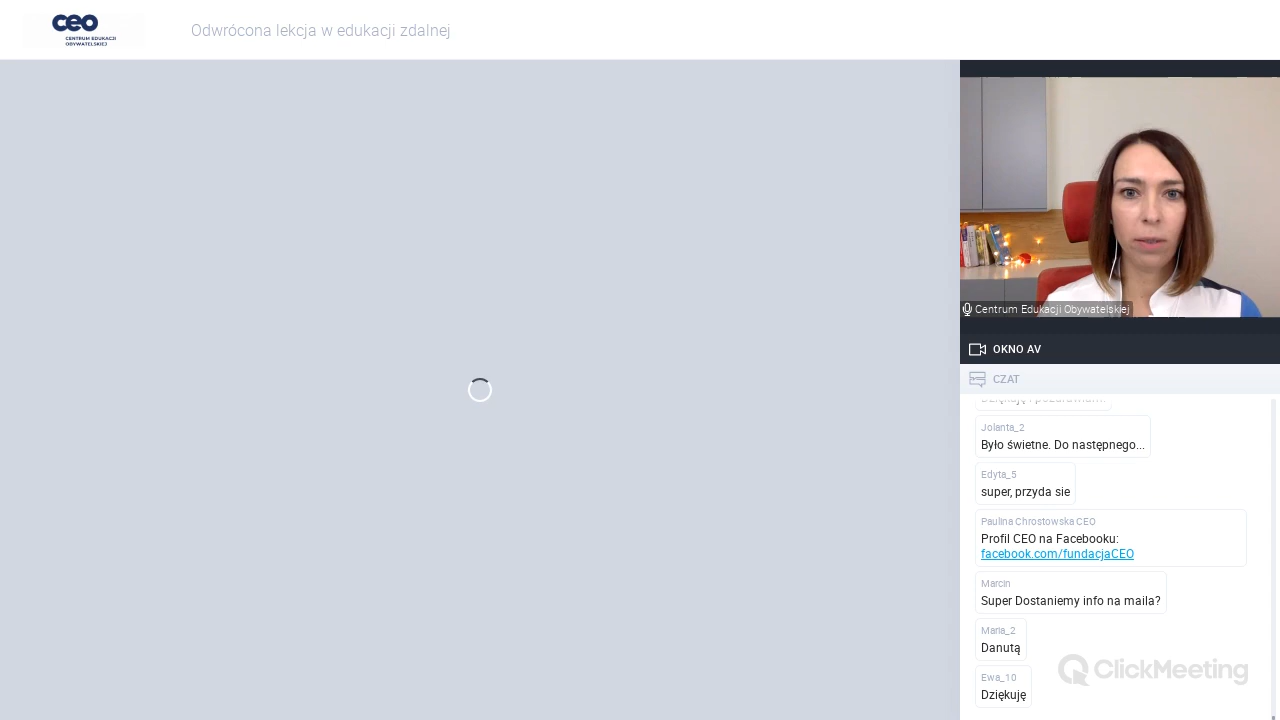 ceo
CENTRUM EDUKACJI
OBYWATELSKIEJ
Odwrócona lekcja w edukacji zdalnej
Centrum Edukacji Obywatelskiej
OKNO AV
CZAT
Jolanta_2
Było świetne. Do następnego...
Edyta_5
super, przyda sie
Paulina Chrostowska CEO
Profil CEO na Facebooku:
facebook.com/fundacjaCEO
Marcin
Super Dostaniemy info na maila?
Maria_2
Danutą
ClickMeeting
Ewa_10
Dziękuję